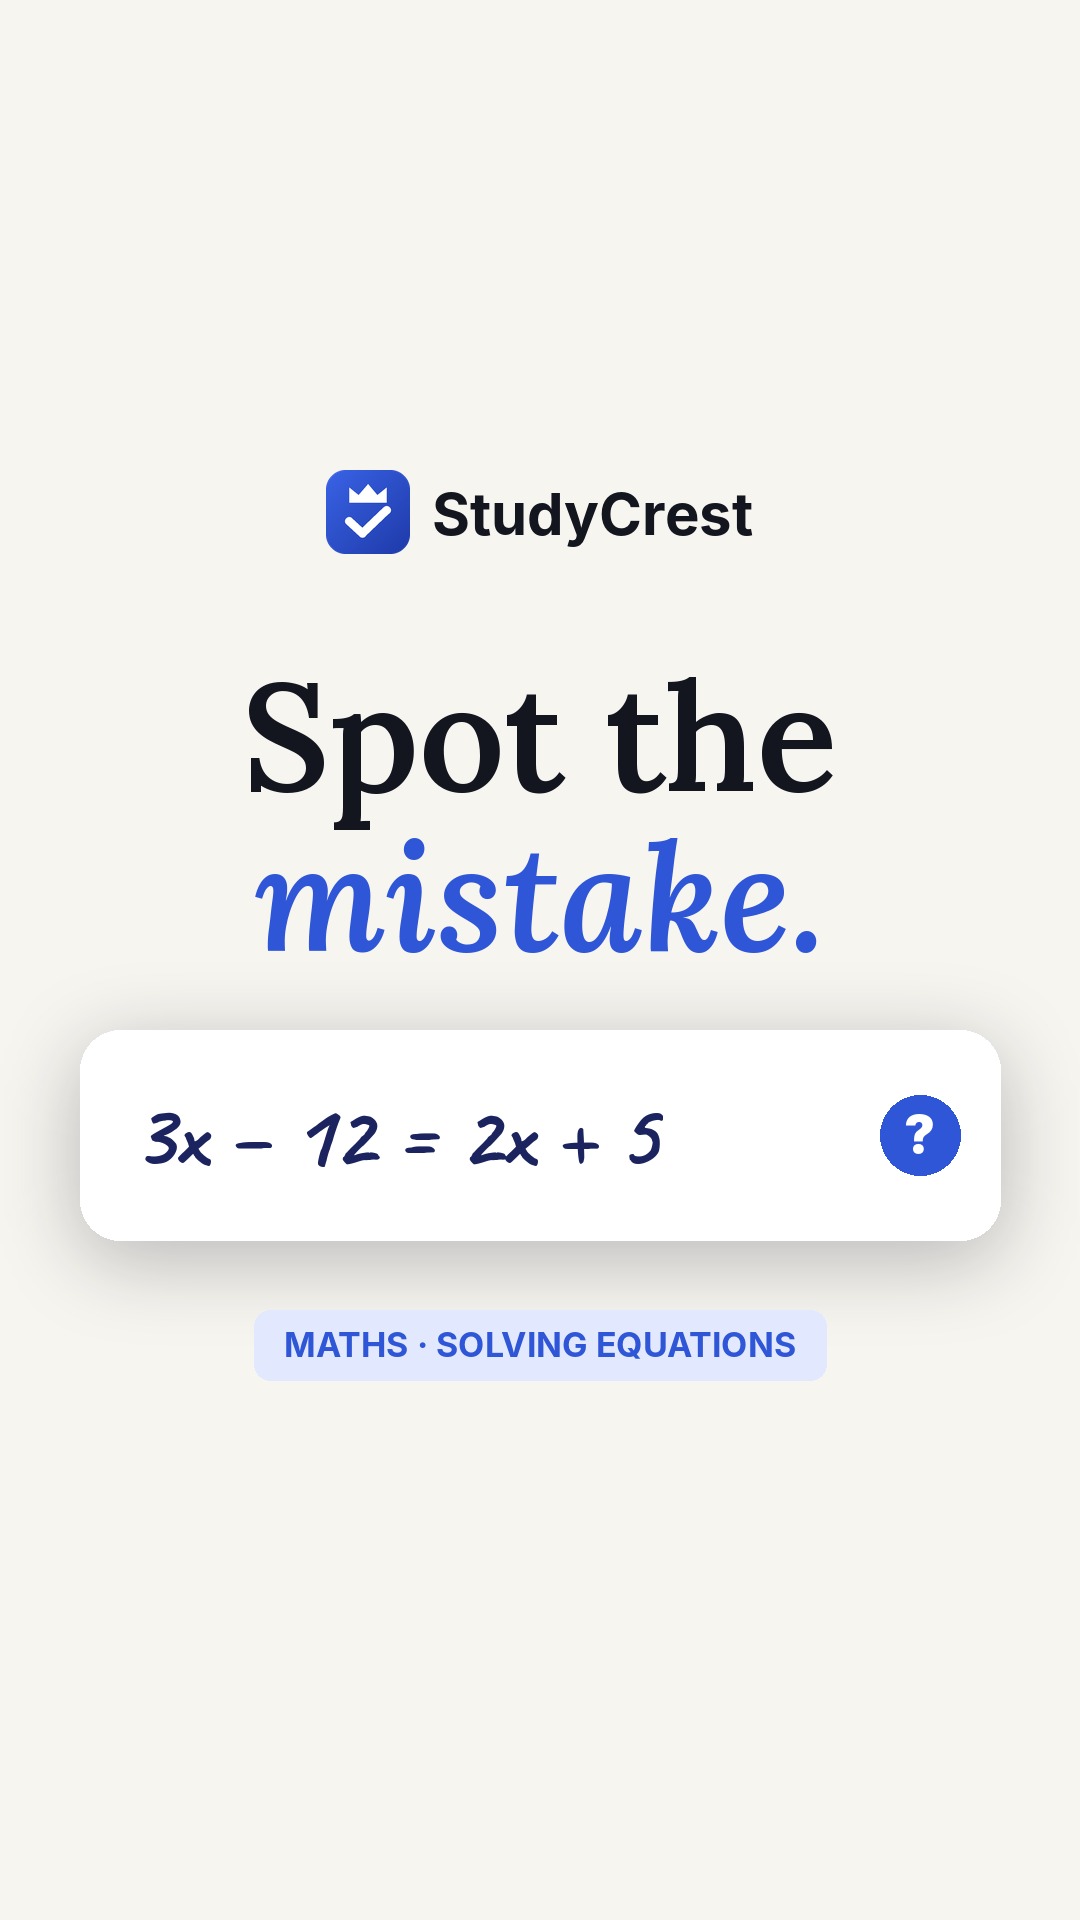 StudyCrest
Spot the
mistake.
3x − 12 = 2x + 5
?
MATHS · SOLVING EQUATIONS